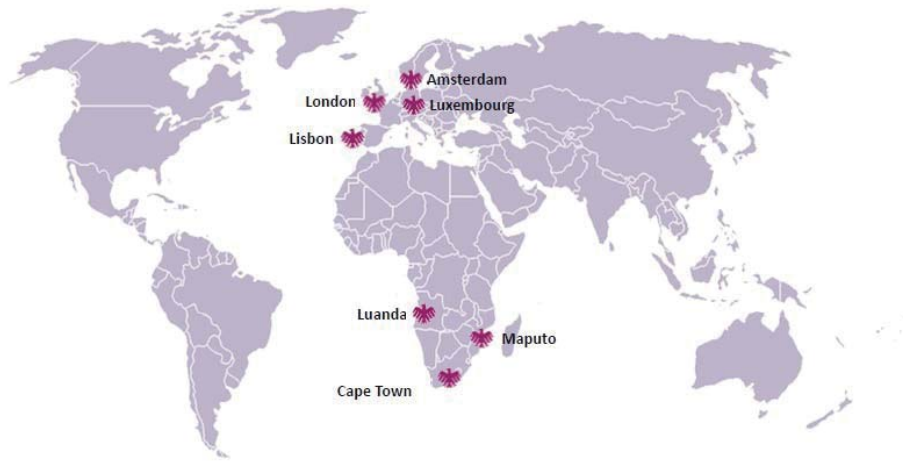 Amsterdam
London
Luxembourg
Lisbon
Luanda
Maputo
Cape Town